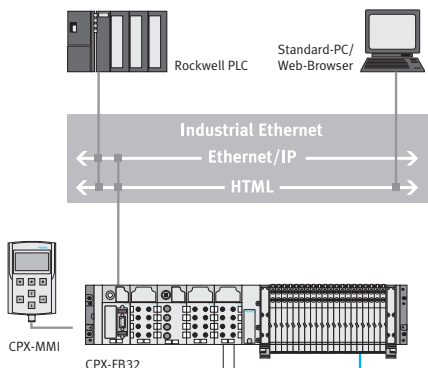 Rockwell PLC
Standard-PC/
Web-Browser
Industrial Ethernet
Ethernet/IP
HTML
CPX-MMI
CPX-FB32